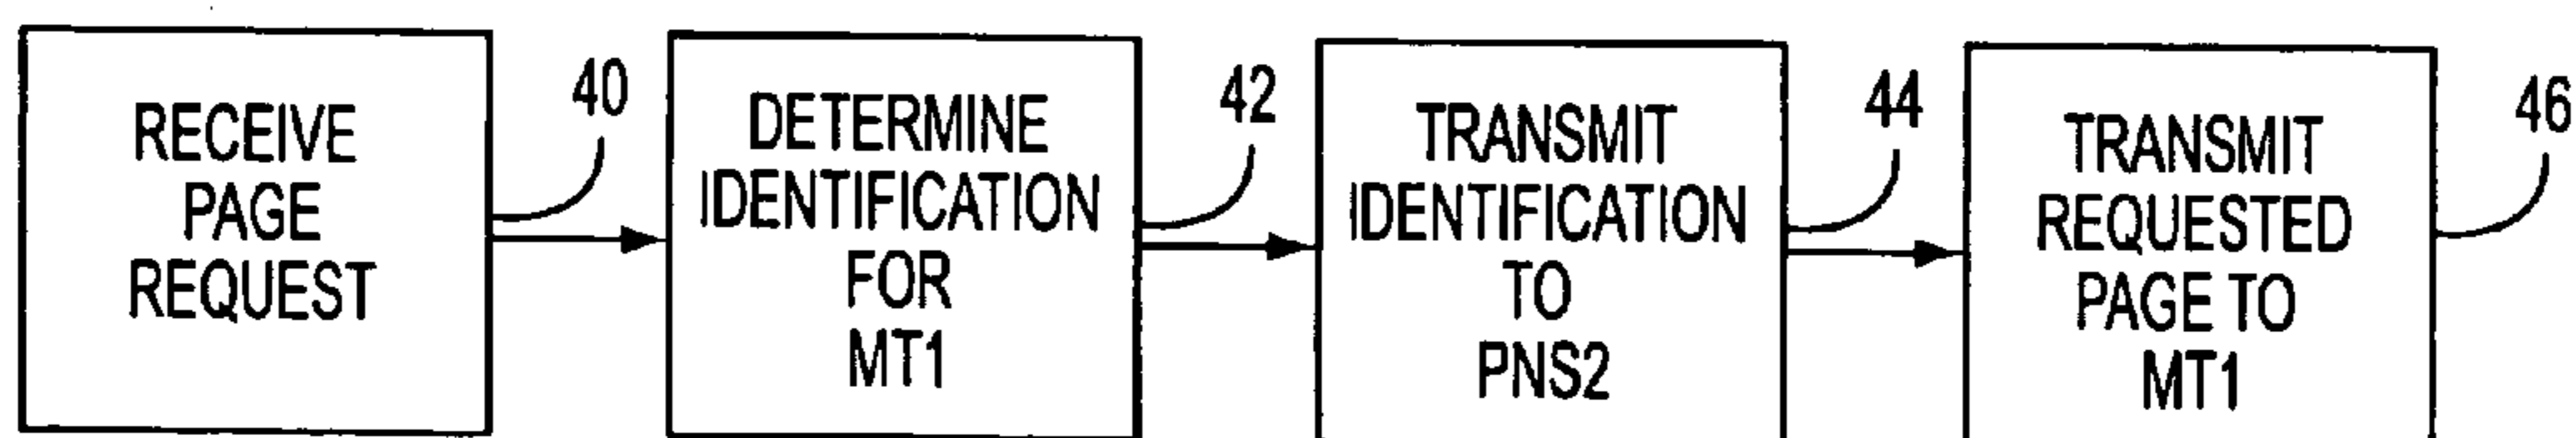 RECEIVE
PAGE
REQUEST
40
DETERMINE
IDENTIFICATION
FOR
MT1
42
TRANSMIT
IDENTIFICATION
TO
PNS2
44
TRANSMIT
REQUESTED
PAGE TO
MT1
46